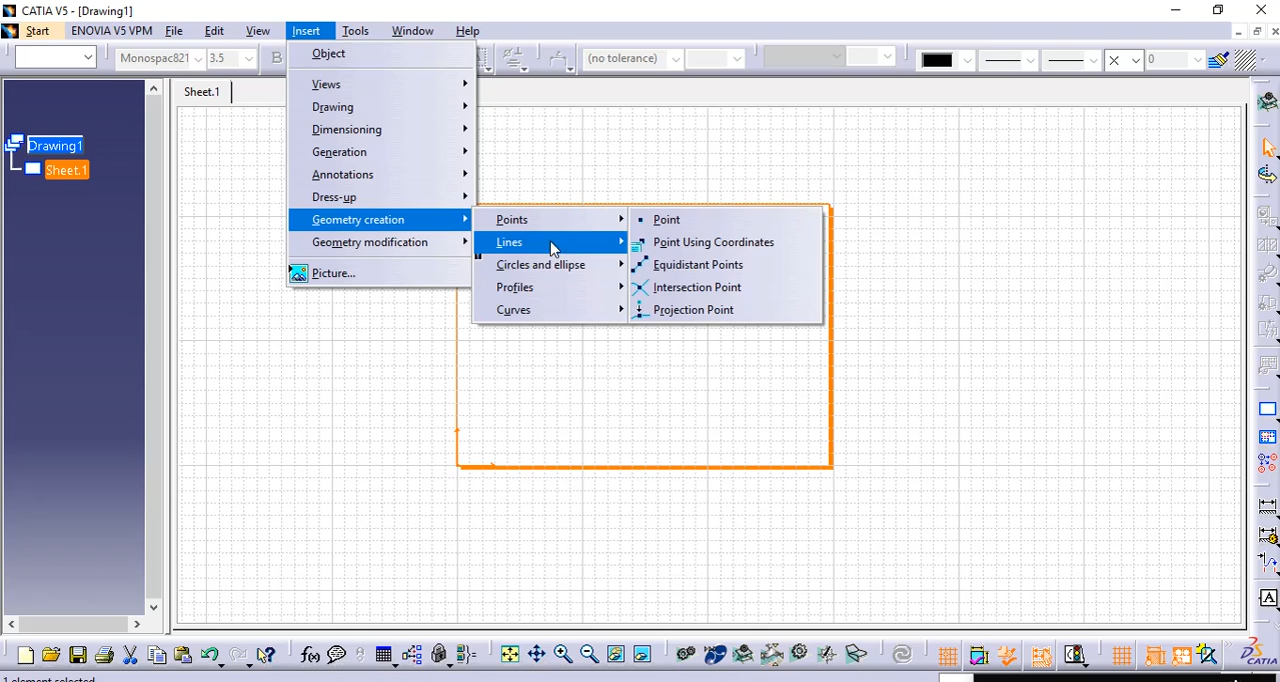 CATIA V5 - [Drawing1]
Start ENOVIA V5 VPM File Edit View Insert Tools Window Help
Monospac821 3.5 B (no tolerance) 0
Sheet.1
Drawing1
Sheet.1
Object
Views
Drawing
Dimensioning
Generation
Annotations
Dress-up
Geometry creation
Geometry modification
Picture...
Points
Lines
Circles and ellipse
Profiles
Curves
Point
Point Using Coordinates
Equidistant Points
Intersection Point
Projection Point
A
f(x)
CATIA
1 element selected